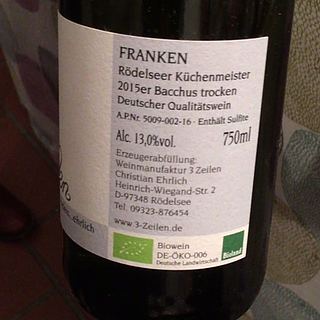 FRANKEN
Rödelseer Küchenmeister
2015er Bacchus trocken
Deutscher Qualitätswein
A.P.Nr. 5009-002-16 · Enthält Sulfite
Alc. 13,0%vol. 750ml
Erzeugerabfüllung:
Weinmanufaktur 3 Zeilen
Christian Ehrlich
Heinrich-Wiegand-Str. 2
D-97348 Rödelsee
Tel. 09323-876454
www.3-Zeilen.de
ehrlich
Biowein
DE-ÖKO-006
Deutsche Landwirtschaft
Bioland